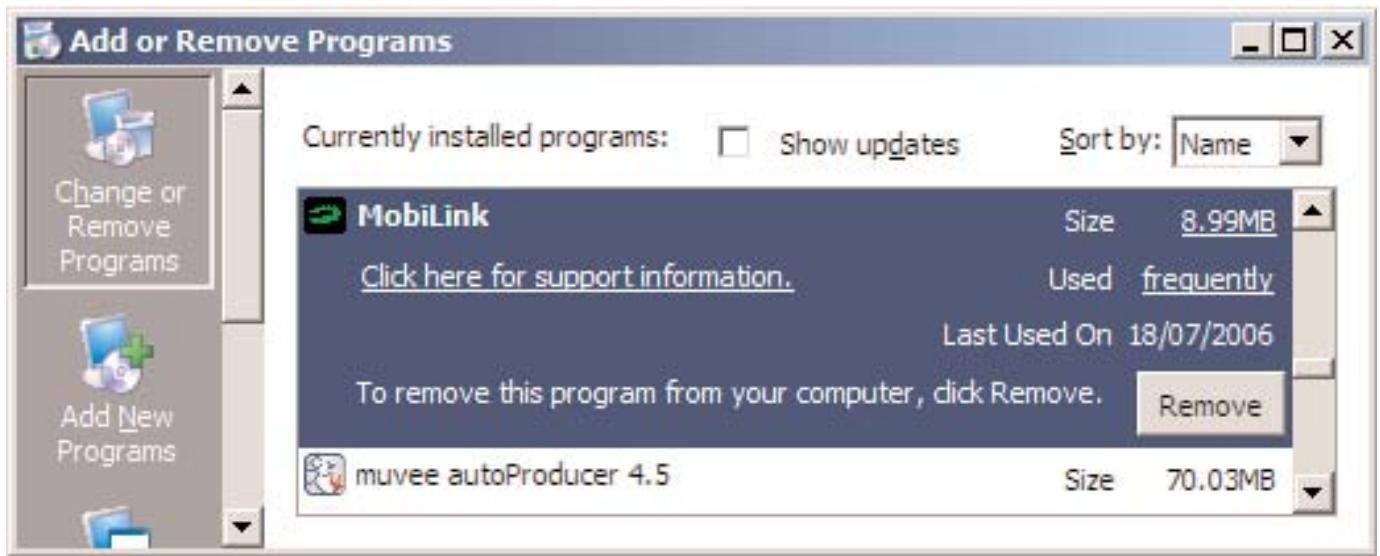 Add or Remove Programs
Change or
Remove
Programs
Add New
Programs
Currently installed programs: Show updates Sort by: Name
MobiLink Size 8.99MB
Click here for support information. Used frequently
Last Used On 18/07/2006
To remove this program from your computer, click Remove. Remove
muvee autoProducer 4.5 Size 70.03MB